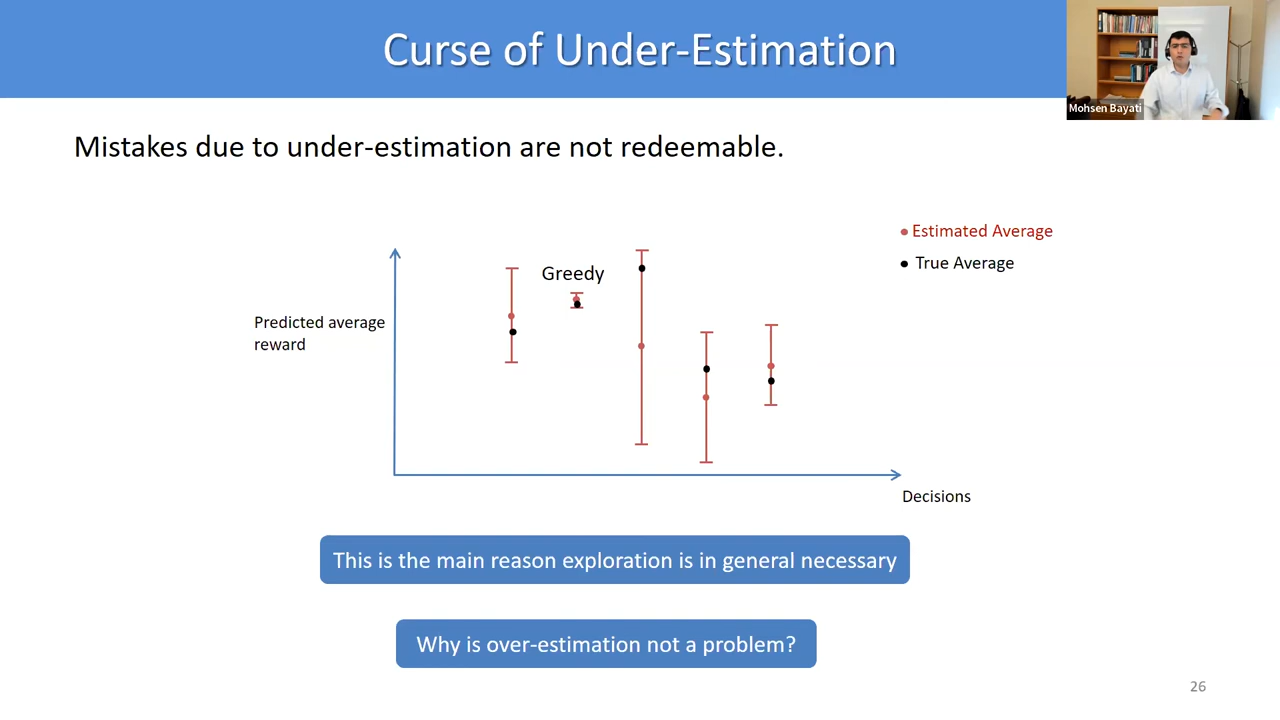 Curse of Under-Estimation
Mohsen Bayati
Mistakes due to under-estimation are not redeemable.
Estimated Average
True Average
Greedy
Predicted average
reward
Decisions
This is the main reason exploration is in general necessary
Why is over-estimation not a problem?
26